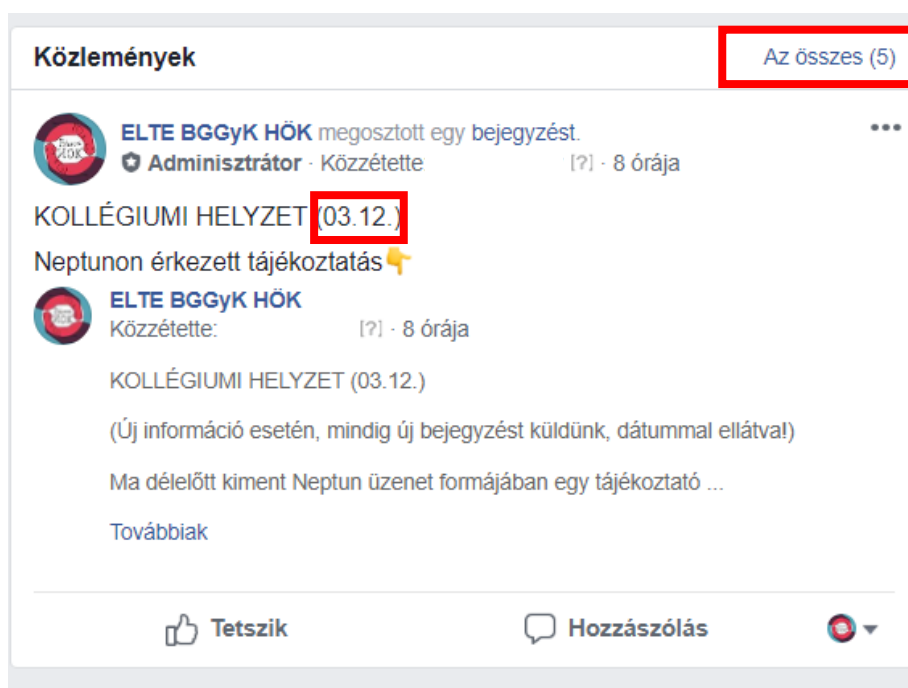 Közlemények
Az összes (5)
ELTE BGGyK HÖK megosztott egy bejegyzést.
Adminisztrátor · Közzétette [?] · 8 órája
KOLLÉGIUMI HELYZET (03.12.)
Neptunon érkezett tájékoztatás👇
ELTE BGGyK HÖK
Közzétette: [?] · 8 órája
KOLLÉGIUMI HELYZET (03.12.)
(Új információ esetén, mindig új bejegyzést küldünk, dátummal ellátva!)
Ma délelőtt kiment Neptun üzenet formájában egy tájékoztató ...
Továbbiak
Tetszik
Hozzászólás